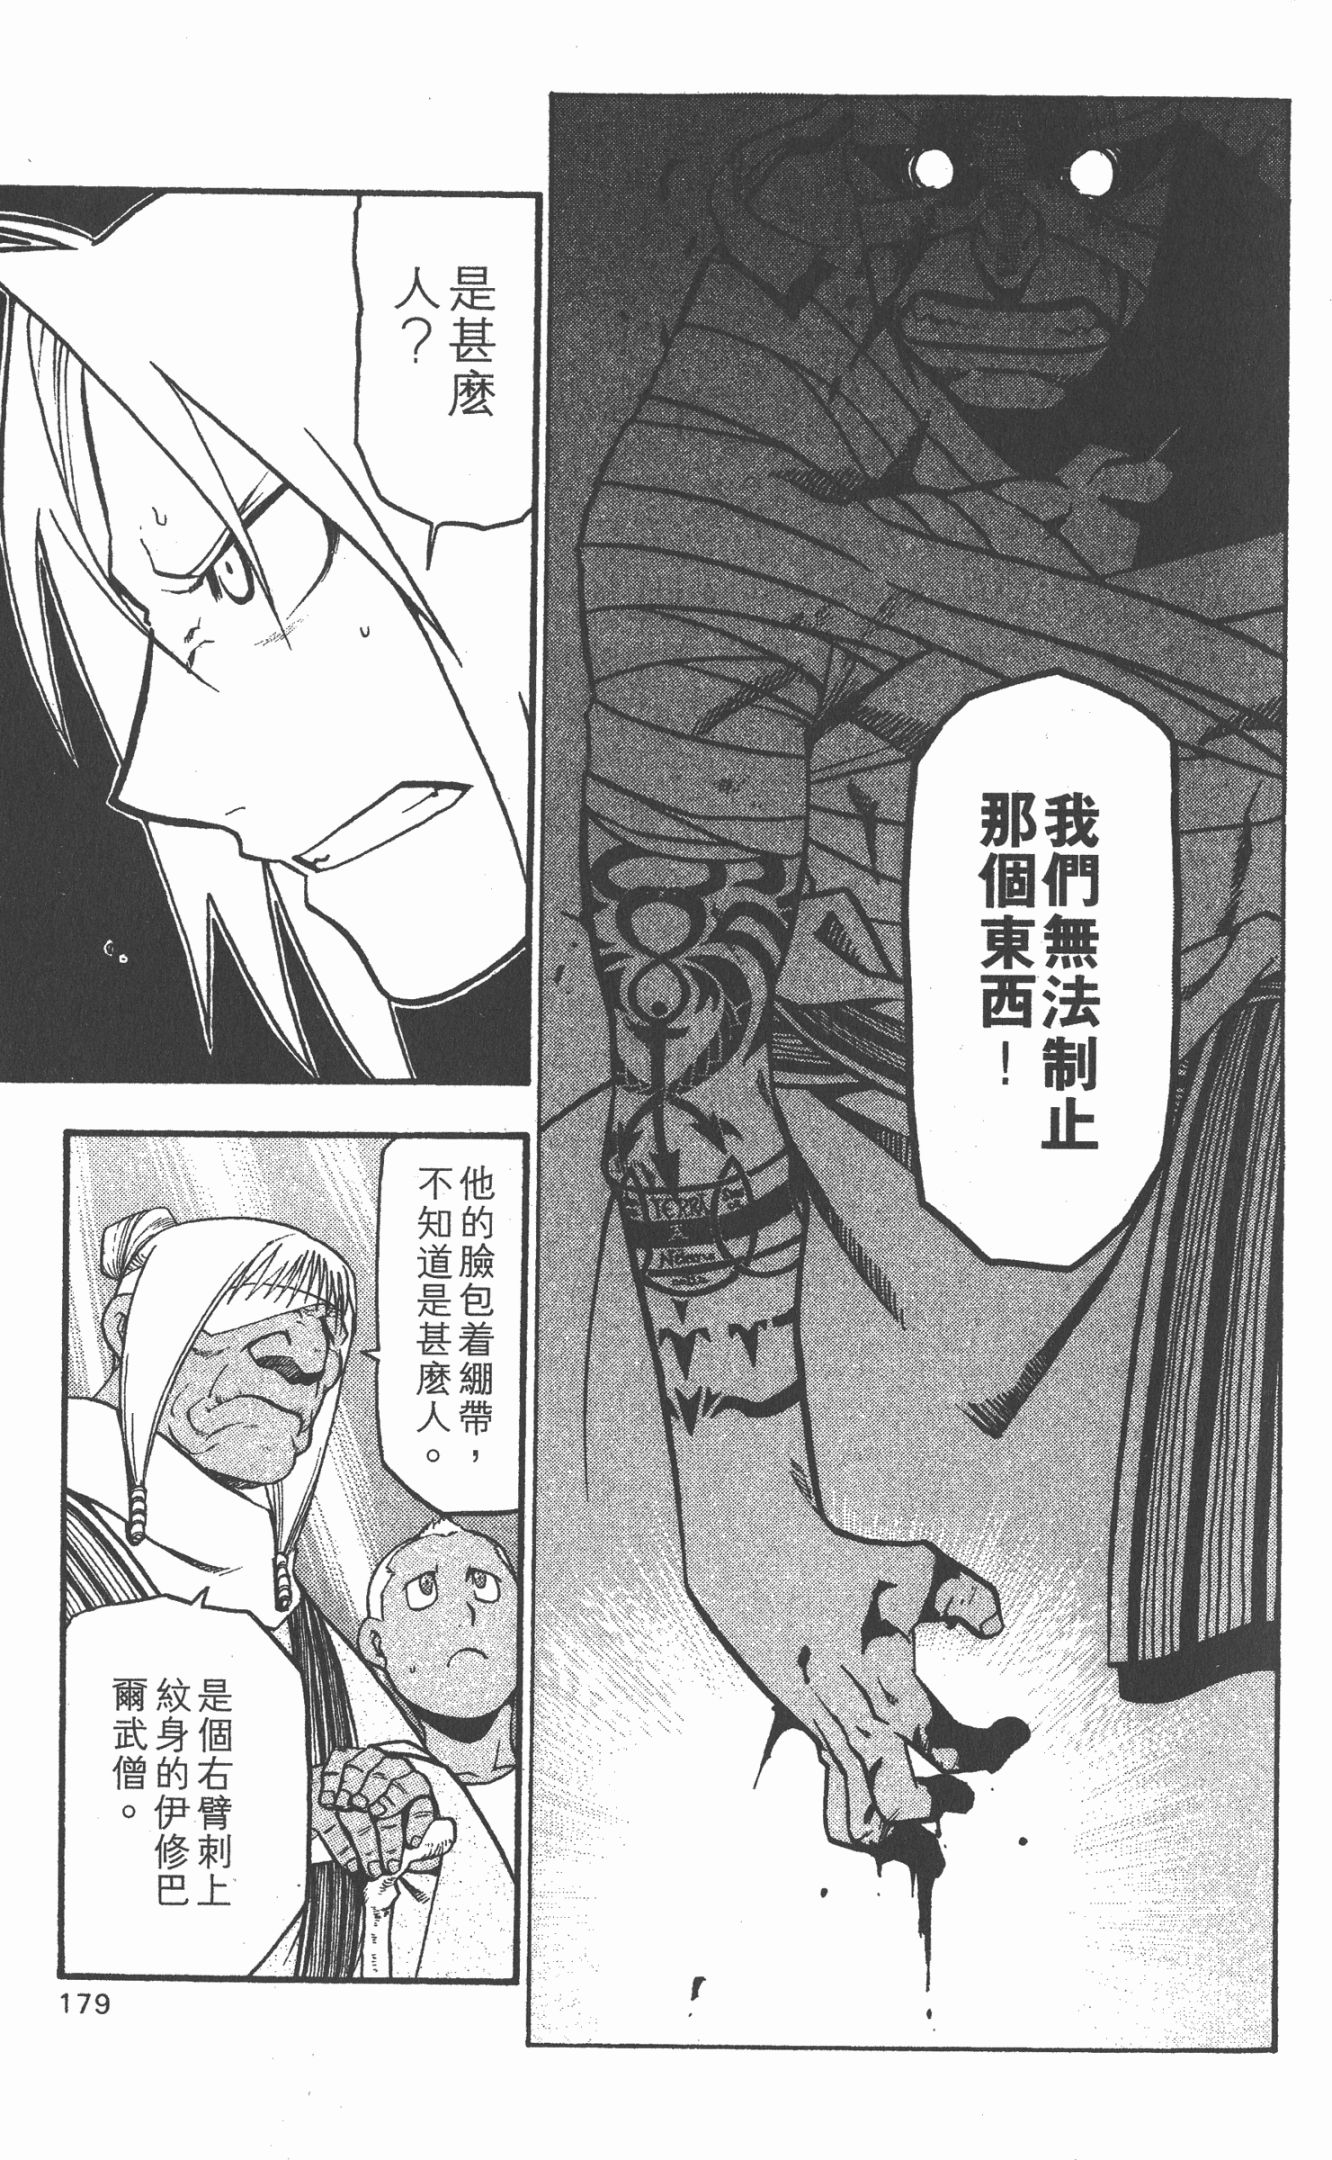 我們無法制止
那個東西！
是甚麼
人？
他的臉包着繃帶，
不知道是甚麼人。
是個右臂刺上
紋身的伊修巴
爾武僧。
TERRA
179